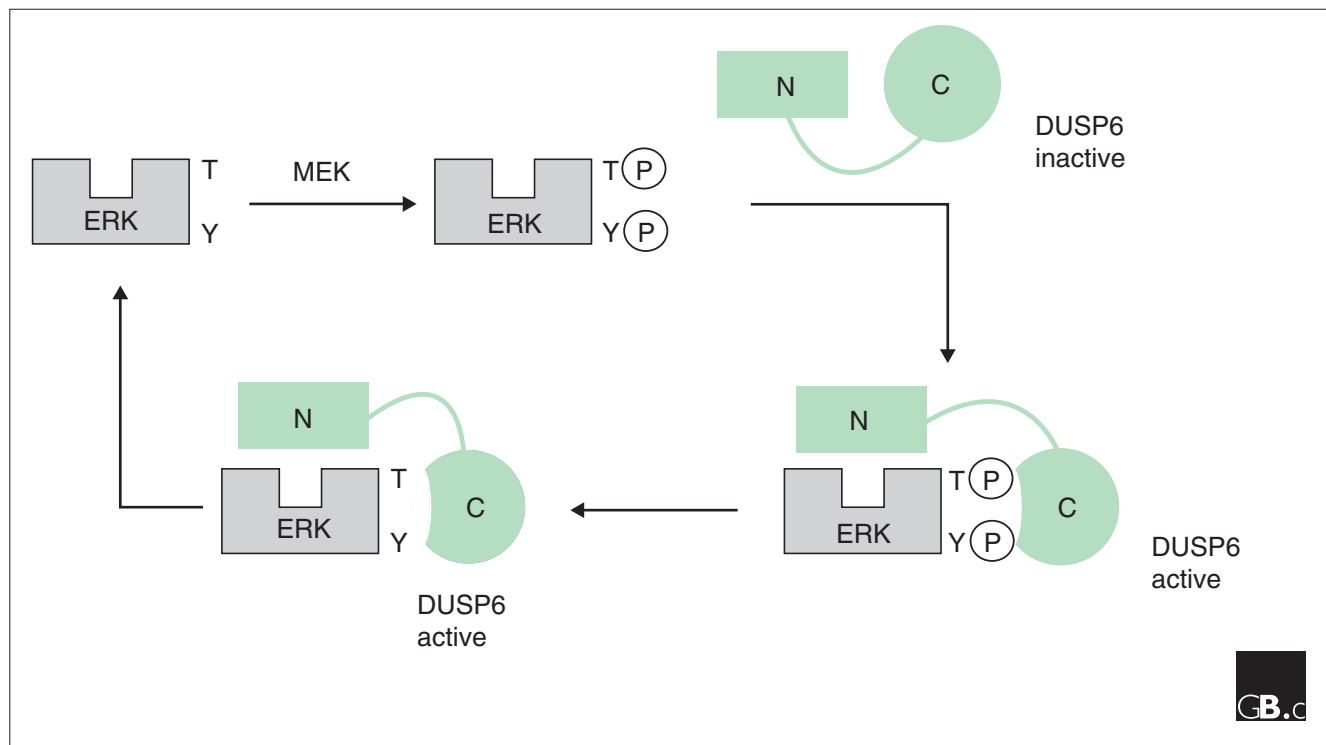 N
C
DUSP6
inactive
T
MEK
T P
ERK
Y
ERK
Y P
N
N
T
C
T P
C
ERK
Y
ERK
Y P
DUSP6
active
DUSP6
active
GB.c